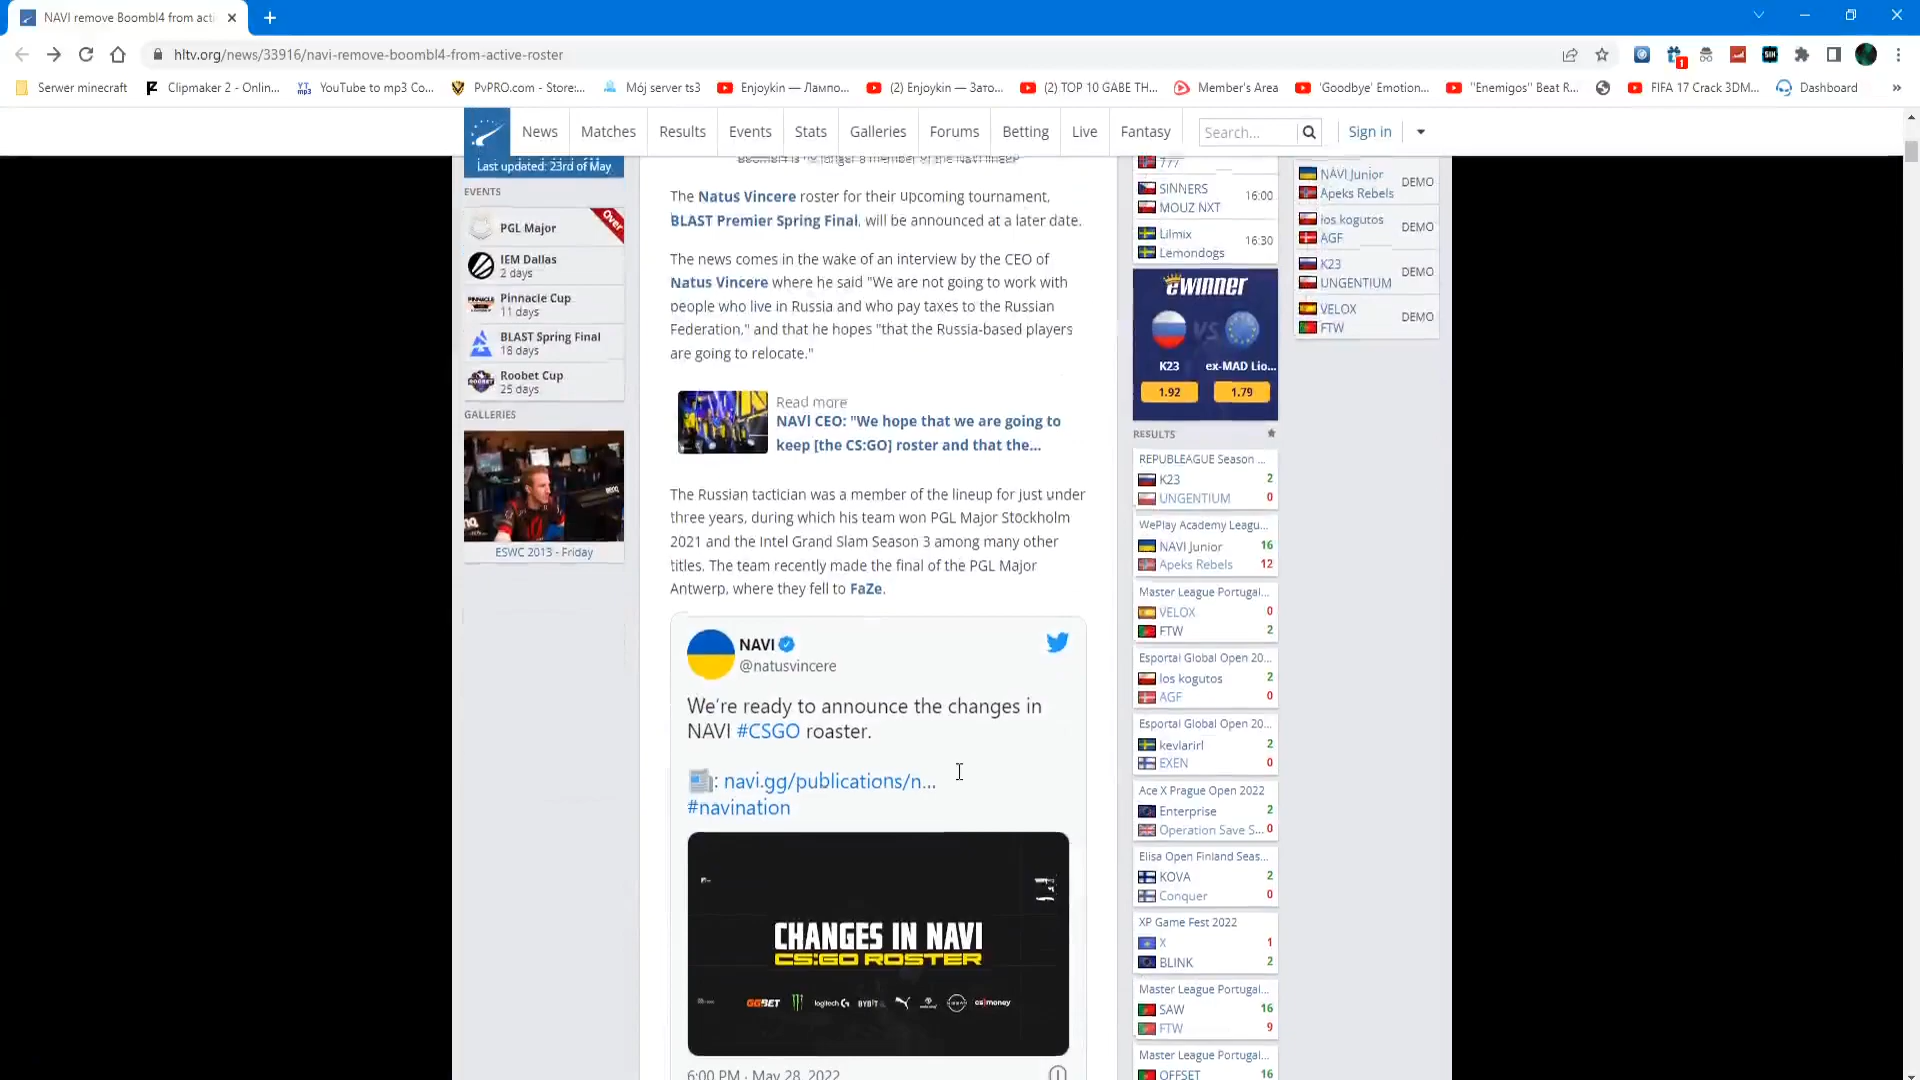 NAVI remove Boombl4 from acti
hltv.org/news/33916/navi-remove-boombl4-from-active-roster
1
Serwer minecraft
Clipmaker 2 - Onlin...
YouTube to mp3 Co...
PvPRO.com - Store:...
Mój server ts3
Enjoykin — Лампо...
(2) Enjoykin — Зато...
(2) TOP 10 GABE TH...
Member's Area
'Goodbye' Emotion...
"Enemigos" Beat R...
FIFA 17 Crack 3DM...
Dashboard
»
News
Matches
Results
Events
Stats
Galleries
Forums
Betting
Live
Fantasy
Search...
Sign in
Last updated: 23rd of May
EVENTS
PGL Major
Over
IEM Dallas
2 days
Pinnacle Cup
11 days
BLAST Spring Final
18 days
Roobet Cup
25 days
GALLERIES
ESWC 2013 - Friday
Boombl4 is no longer a member of the NAVI lineup
The Natus Vincere roster for their upcoming tournament,
BLAST Premier Spring Final, will be announced at a later date.
The news comes in the wake of an interview by the CEO of
Natus Vincere where he said "We are not going to work with
people who live in Russia and who pay taxes to the Russian
Federation," and that he hopes "that the Russia-based players
are going to relocate."
Read more
NAVI CEO: "We hope that we are going to
keep [the CS:GO] roster and that the...
The Russian tactician was a member of the lineup for just under
three years, during which his team won PGL Major Stockholm
2021 and the Intel Grand Slam Season 3 among many other
titles. The team recently made the final of the PGL Major
Antwerp, where they fell to FaZe.
NAVI
@natusvincere
We're ready to announce the changes in
NAVI #CSGO roaster.
: navi.gg/publications/n...
#navination
CHANGES IN NAVI
CS:GO ROSTER
GGBET
logitech G
BYBIT
cs:money
6:00 PM · May 28, 2022
777
SINNERS
MOUZ NXT
16:00
Lilmix
Lemondogs
16:30
ewinner
VS
K23
ex-MAD Lio...
1.92
1.79
RESULTS
REPUBLEAGUE Season ...
K23 2
UNGENTIUM 0
WePlay Academy Leagu...
NAVI Junior 16
Apeks Rebels 12
Master League Portugal...
VELOX 0
FTW 2
Esportal Global Open 20...
los kogutos 2
AGF 0
Esportal Global Open 20...
kevlarirl 2
EXEN 0
Ace X Prague Open 2022
Enterprise 2
Operation Save S... 0
Elisa Open Finland Seas...
KOVA 2
Conquer 0
XP Game Fest 2022
X 1
BLINK 2
Master League Portugal...
SAW 16
FTW 9
Master League Portugal...
OFFSET 16
NAVI Junior
Apeks Rebels
DEMO
los kogutos
AGF
DEMO
K23
UNGENTIUM
DEMO
VELOX
FTW
DEMO